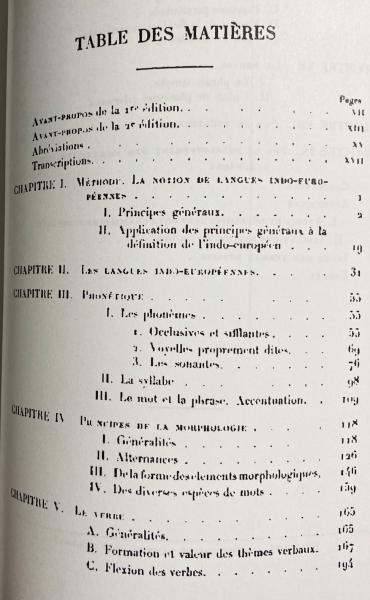 TABLE DES MATIÈRES
Pages
AVANT-PROPOS de la 1re édition. . . . . . . . VII
AVANT-PROPOS de la 2e édition. . . . . . . . XIII
Abréviations . . . . . . . . XV
Transcriptions. . . . . . . . XVII
CHAPITRE I. MÉTHODE. LA NOTION DE LANGUES INDO-EURO-
PÉENNES . . . . . . . . 1
I. Principes généraux. . . . . . . . 2
II. Application des principes généraux à la
définition de l'indo-européen . . . . 19
CHAPITRE II. LES LANGUES INDO-EUROPÉENNES. . . . . 31
CHAPITRE III. PHONÉTIQUE . . . . . . . . 55
I. Les phonèmes . . . . . . . . 55
1. Occlusives et sifflantes. . . . . 55
2. Voyelles proprement dites. . . . 69
3. Les sonantes. . . . . . . 76
II. La syllabe . . . . . . . . 98
III. Le mot et la phrase. Accentuation. . . 109
CHAPITRE IV. PRINCIPES DE LA MORPHOLOGIE . . . . 118
I. Généralités . . . . . . . . 118
II. Alternances . . . . . . . . 126
III. De la forme des éléments morphologiques. 146
IV. Des diverses espèces de mots . . . . 159
CHAPITRE V. LE VERBE . . . . . . . . 165
A. Généralités. . . . . . . . 165
B. Formation et valeur des thèmes verbaux. 167
C. Flexion des verbes. . . . . . . 194